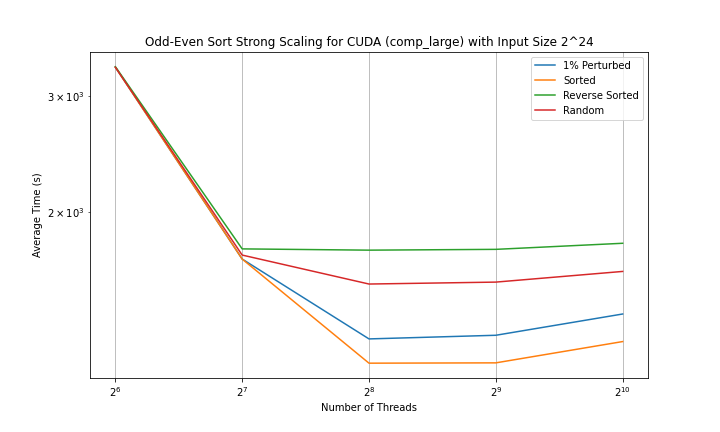 Odd-Even Sort Strong Scaling for CUDA (comp_large) with Input Size 2^24
1% Perturbed
Sorted
Reverse Sorted
Random
3 × 10³
2 × 10³
Average Time (s)
2⁶ 2⁷ 2⁸ 2⁹ 2¹⁰
Number of Threads